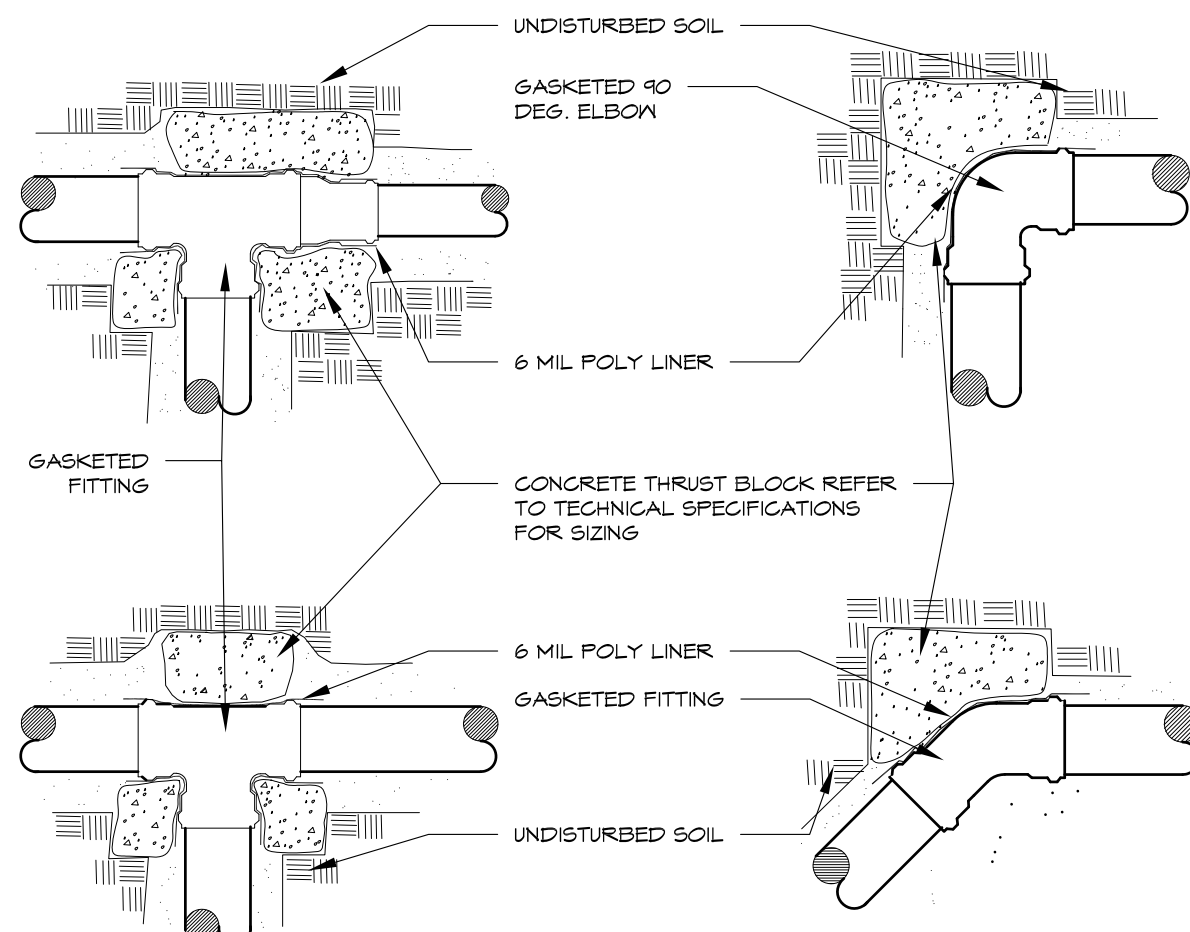 UNDISTURBED SOIL
GASKETED 90
DEG. ELBOW
6 MIL POLY LINER
GASKETED
FITTING
CONCRETE THRUST BLOCK REFER
TO TECHNICAL SPECIFICATIONS
FOR SIZING
6 MIL POLY LINER
GASKETED FITTING
UNDISTURBED SOIL